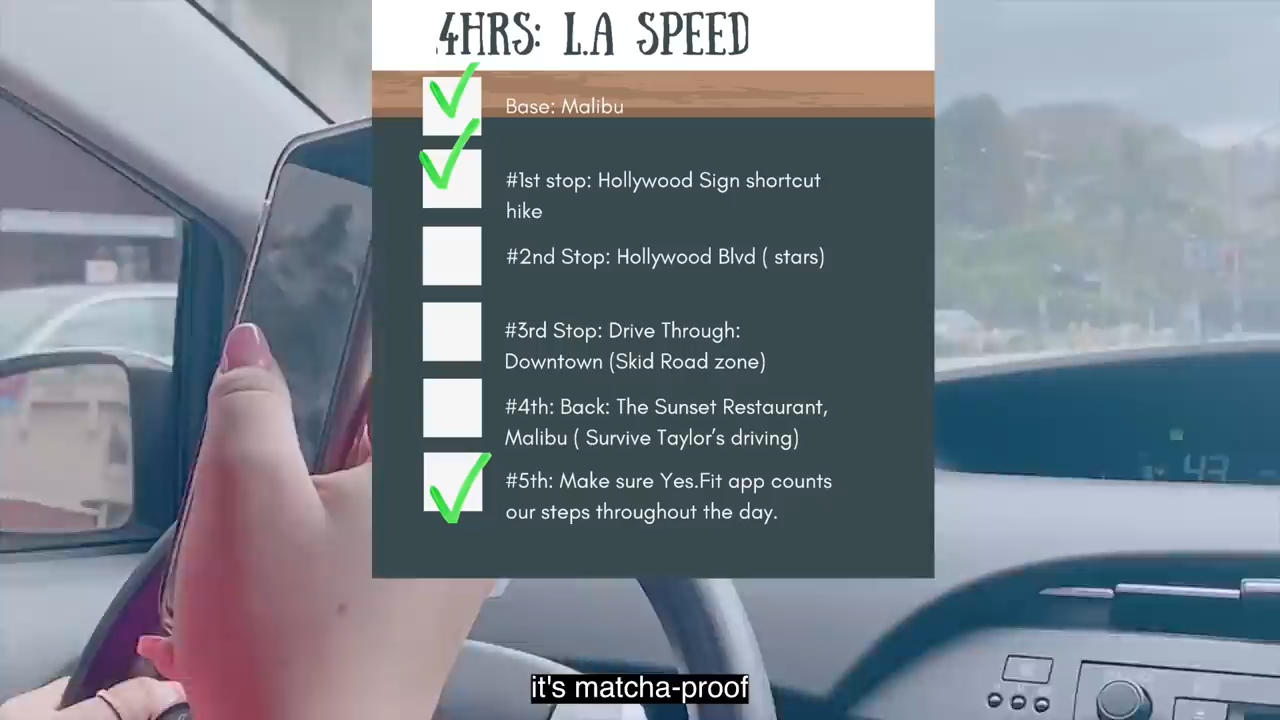 .4HRS: L.A SPEED
Base: Malibu
#1st stop: Hollywood Sign shortcut
hike
#2nd Stop: Hollywood Blvd ( stars)
#3rd Stop: Drive Through:
Downtown (Skid Road zone)
#4th: Back: The Sunset Restaurant,
Malibu ( Survive Taylor’s driving)
#5th: Make sure Yes.Fit app counts
our steps throughout the day.
43
it's matcha-proof